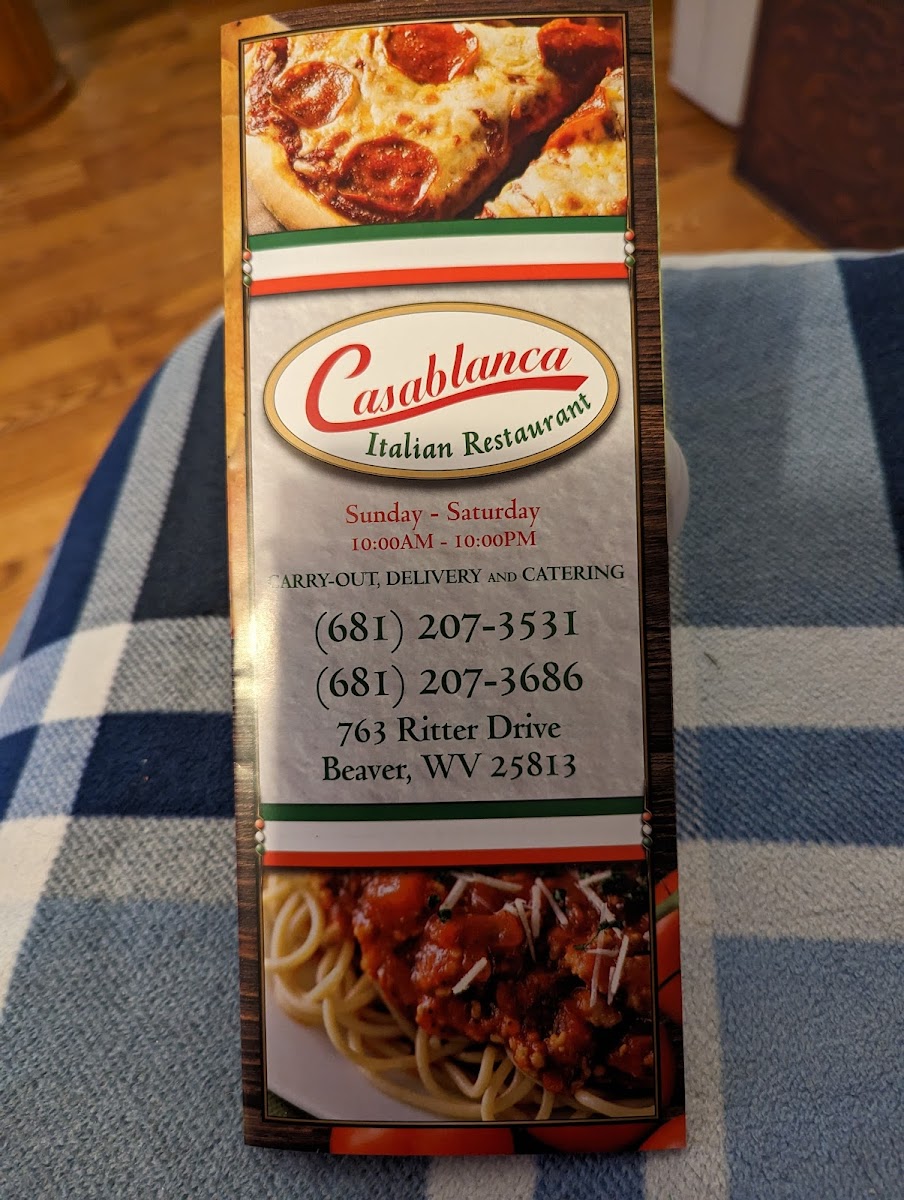 Casablanca
Italian Restaurant
Sunday - Saturday
10:00AM - 10:00PM
CARRY-OUT, DELIVERY AND CATERING
(681) 207-3531
(681) 207-3686
763 Ritter Drive
Beaver, WV 25813